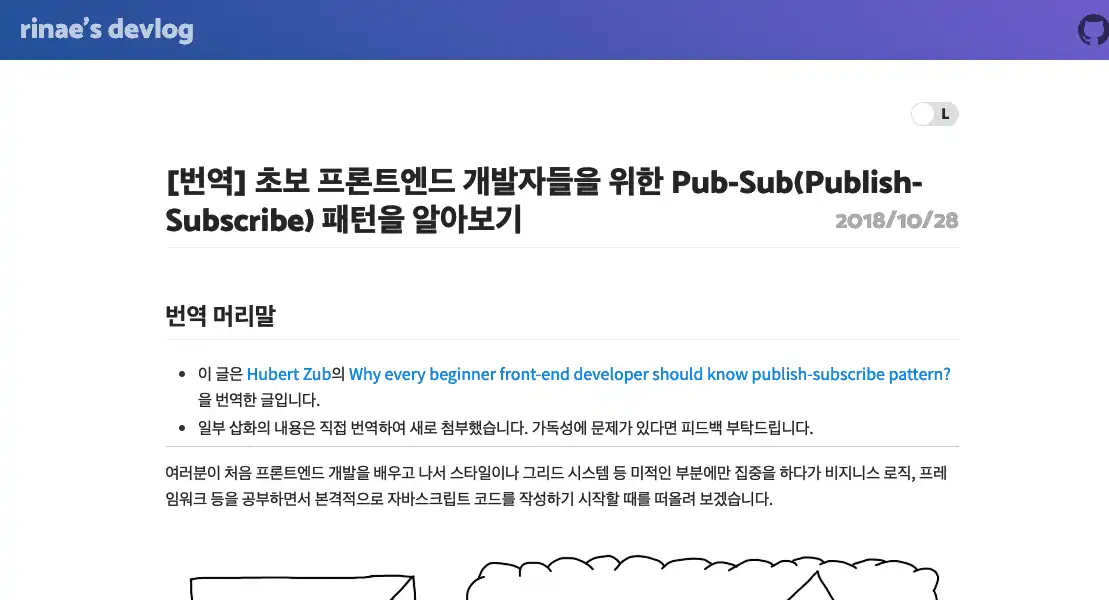 rinae's devlog
L
[번역] 초보 프론트엔드 개발자들을 위한 Pub-Sub(Publish-
Subscribe) 패턴을 알아보기
2018/10/28
번역 머리말
• 이 글은 Hubert Zub의 Why every beginner front-end developer should know publish-subscribe pattern?
을 번역한 글입니다.
• 일부 삽화의 내용은 직접 번역하여 새로 첨부했습니다. 가독성에 문제가 있다면 피드백 부탁드립니다.
여러분이 처음 프론트엔드 개발을 배우고 나서 스타일이나 그리드 시스템 등 미적인 부분에만 집중을 하다가 비지니스 로직, 프레
임워크 등을 공부하면서 본격적으로 자바스크립트 코드를 작성하기 시작할 때를 떠올려 보겠습니다.